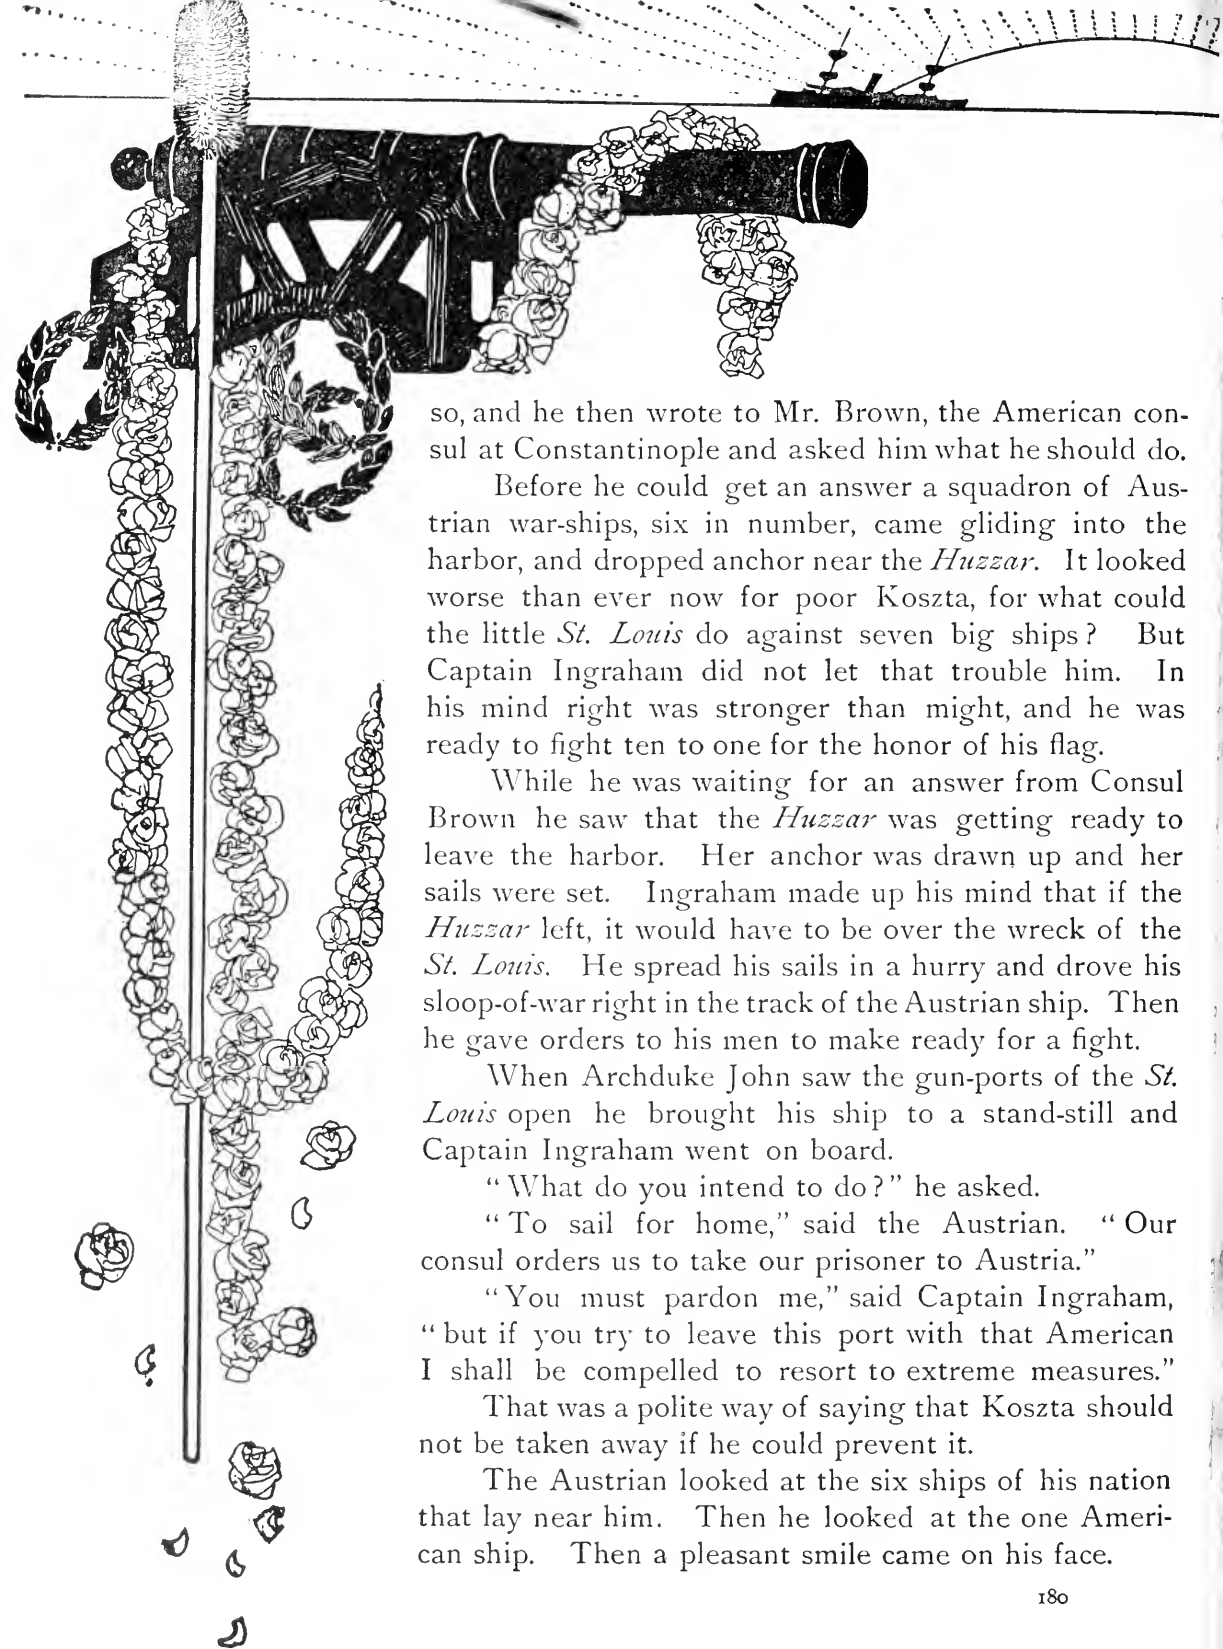 so, and he then wrote to Mr. Brown, the American con-
sul at Constantinople and asked him what he should do.
Before he could get an answer a squadron of Aus-
trian war-ships, six in number, came gliding into the
harbor, and dropped anchor near the Huzzar. It looked
worse than ever now for poor Koszta, for what could
the little St. Louis do against seven big ships? But
Captain Ingraham did not let that trouble him. In
his mind right was stronger than might, and he was
ready to fight ten to one for the honor of his flag.
While he was waiting for an answer from Consul
Brown he saw that the Huzzar was getting ready to
leave the harbor. Her anchor was drawn up and her
sails were set. Ingraham made up his mind that if the
Huzzar left, it would have to be over the wreck of the
St. Louis. He spread his sails in a hurry and drove his
sloop-of-war right in the track of the Austrian ship. Then
he gave orders to his men to make ready for a fight.
When Archduke John saw the gun-ports of the St.
Louis open he brought his ship to a stand-still and
Captain Ingraham went on board.
"What do you intend to do?" he asked.
"To sail for home," said the Austrian. "Our
consul orders us to take our prisoner to Austria."
"You must pardon me," said Captain Ingraham,
"but if you try to leave this port with that American
I shall be compelled to resort to extreme measures."
That was a polite way of saying that Koszta should
not be taken away if he could prevent it.
The Austrian looked at the six ships of his nation
that lay near him. Then he looked at the one Ameri-
can ship. Then a pleasant smile came on his face.
180